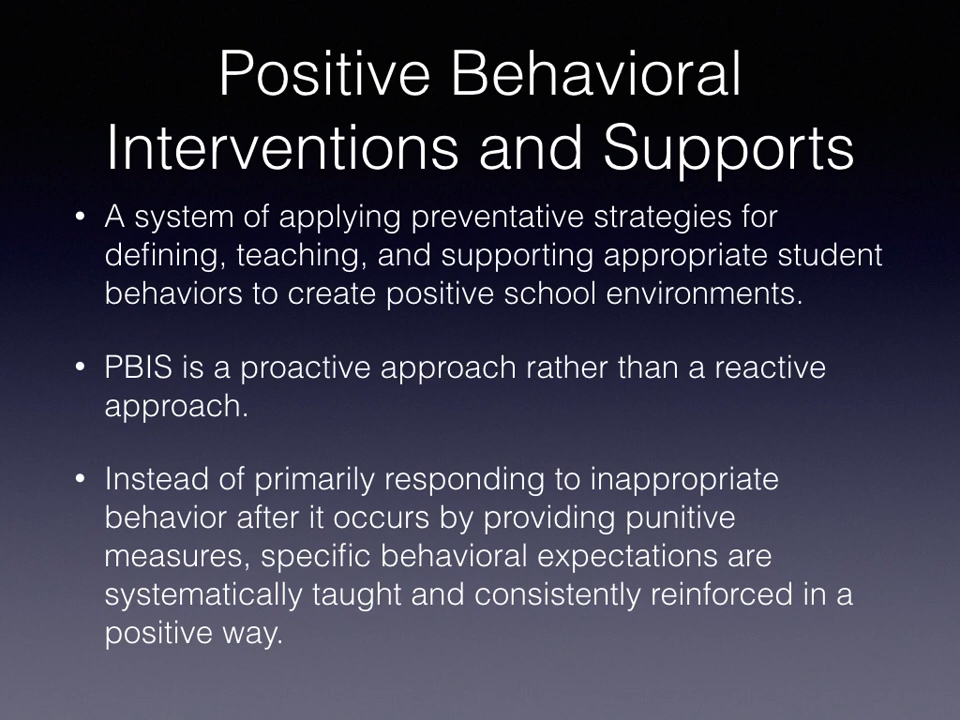 Positive Behavioral
Interventions and Supports
• A system of applying preventative strategies for
defining, teaching, and supporting appropriate student
behaviors to create positive school environments.
• PBIS is a proactive approach rather than a reactive
approach.
• Instead of primarily responding to inappropriate
behavior after it occurs by providing punitive
measures, specific behavioral expectations are
systematically taught and consistently reinforced in a
positive way.